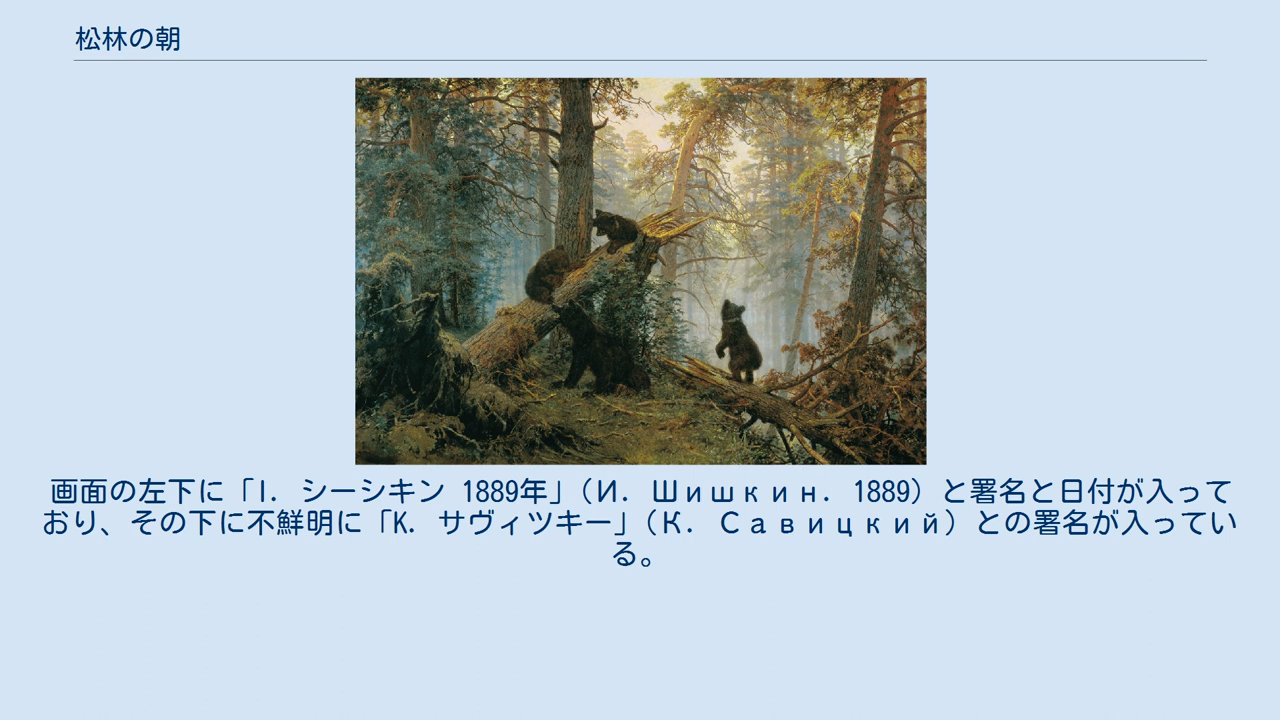 松林の朝
画面の左下に「I. シーシキン 1889年」（И. Шишкин. 1889）と署名と日付が入って
おり、その下に不鮮明に「K. サヴィツキー」（К. Савицкий）との署名が入ってい
る。